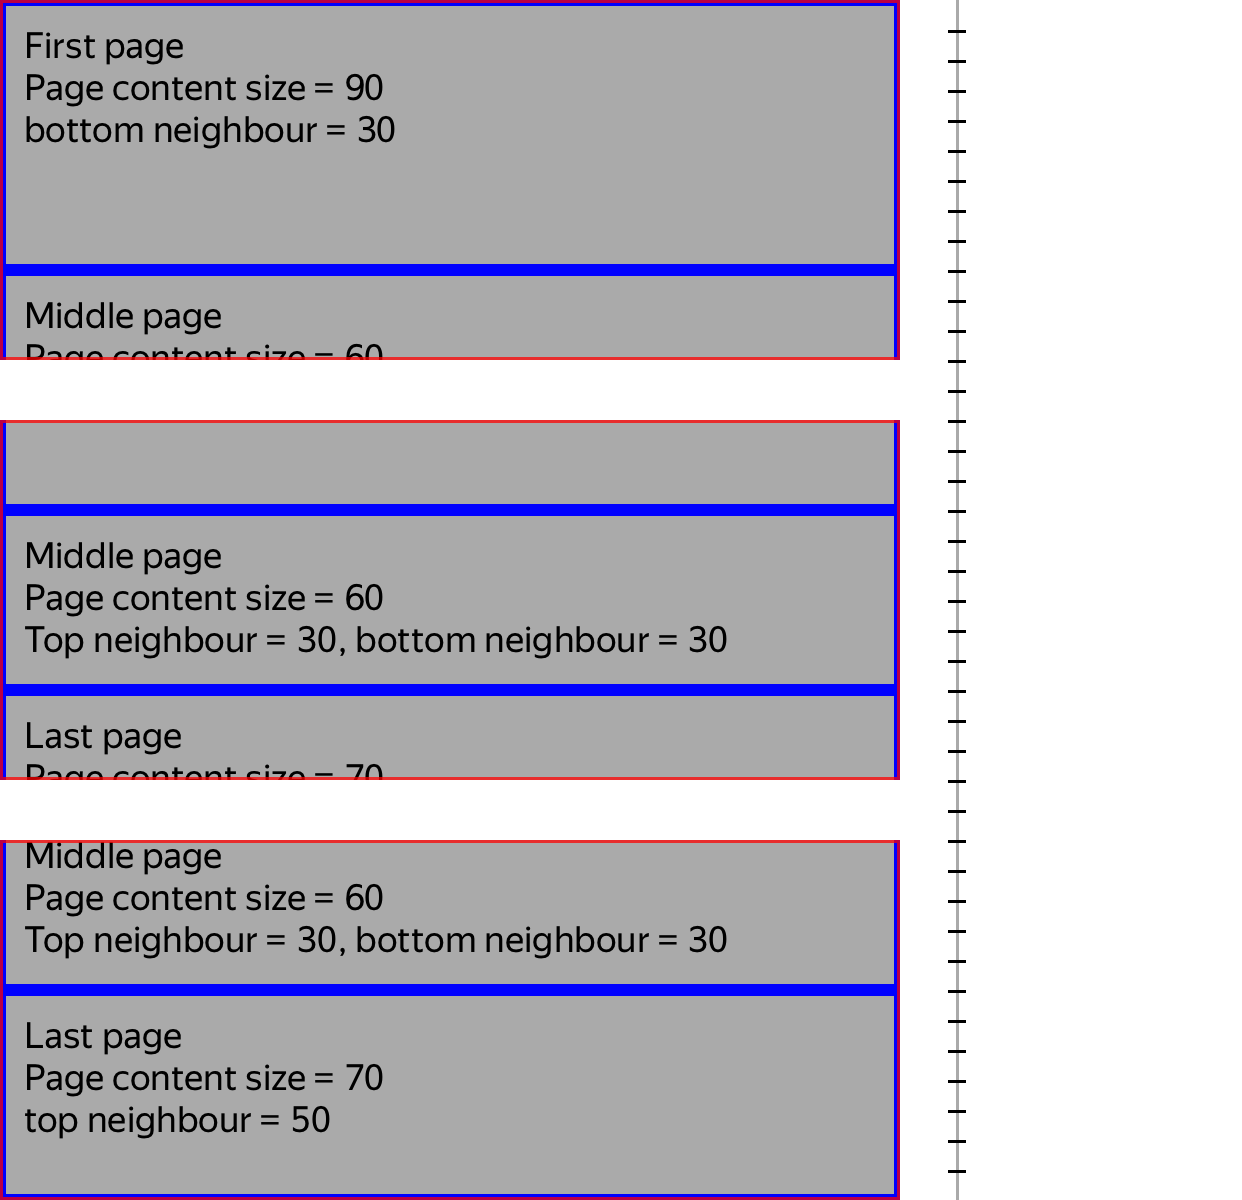 First page
Page content size = 90
bottom neighbour = 30
Middle page
Page content size = 60
Middle page
Page content size = 60
Top neighbour = 30, bottom neighbour = 30
Last page
Page content size = 70
Middle page
Page content size = 60
Top neighbour = 30, bottom neighbour = 30
Last page
Page content size = 70
top neighbour = 50